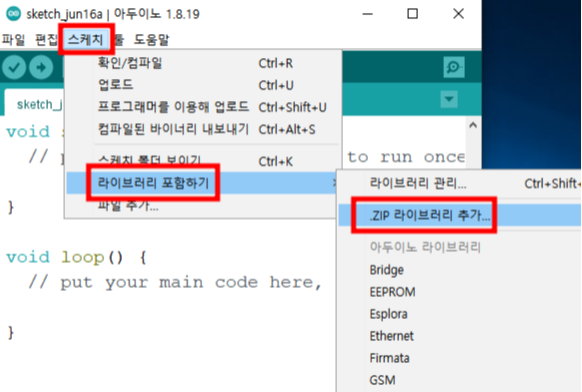 sketch_jun16a | 아두이노 1.8.19
파일 편집 스케치 툴 도움말
확인/컴파일 Ctrl+R
업로드 Ctrl+U
프로그래머를 이용해 업로드 Ctrl+Shift+U
컴파일된 바이너리 내보내기 Ctrl+Alt+S
스케치 폴더 보이기 Ctrl+K
라이브러리 포함하기
파일 추가...
라이브러리 관리... Ctrl+Shift+
.ZIP 라이브러리 추가...
아두이노 라이브러리
Bridge
EEPROM
Esplora
Ethernet
Firmata
GSM
sketch_j
void s
// p
to run once
}
void loop() {
// put your main code here,
}